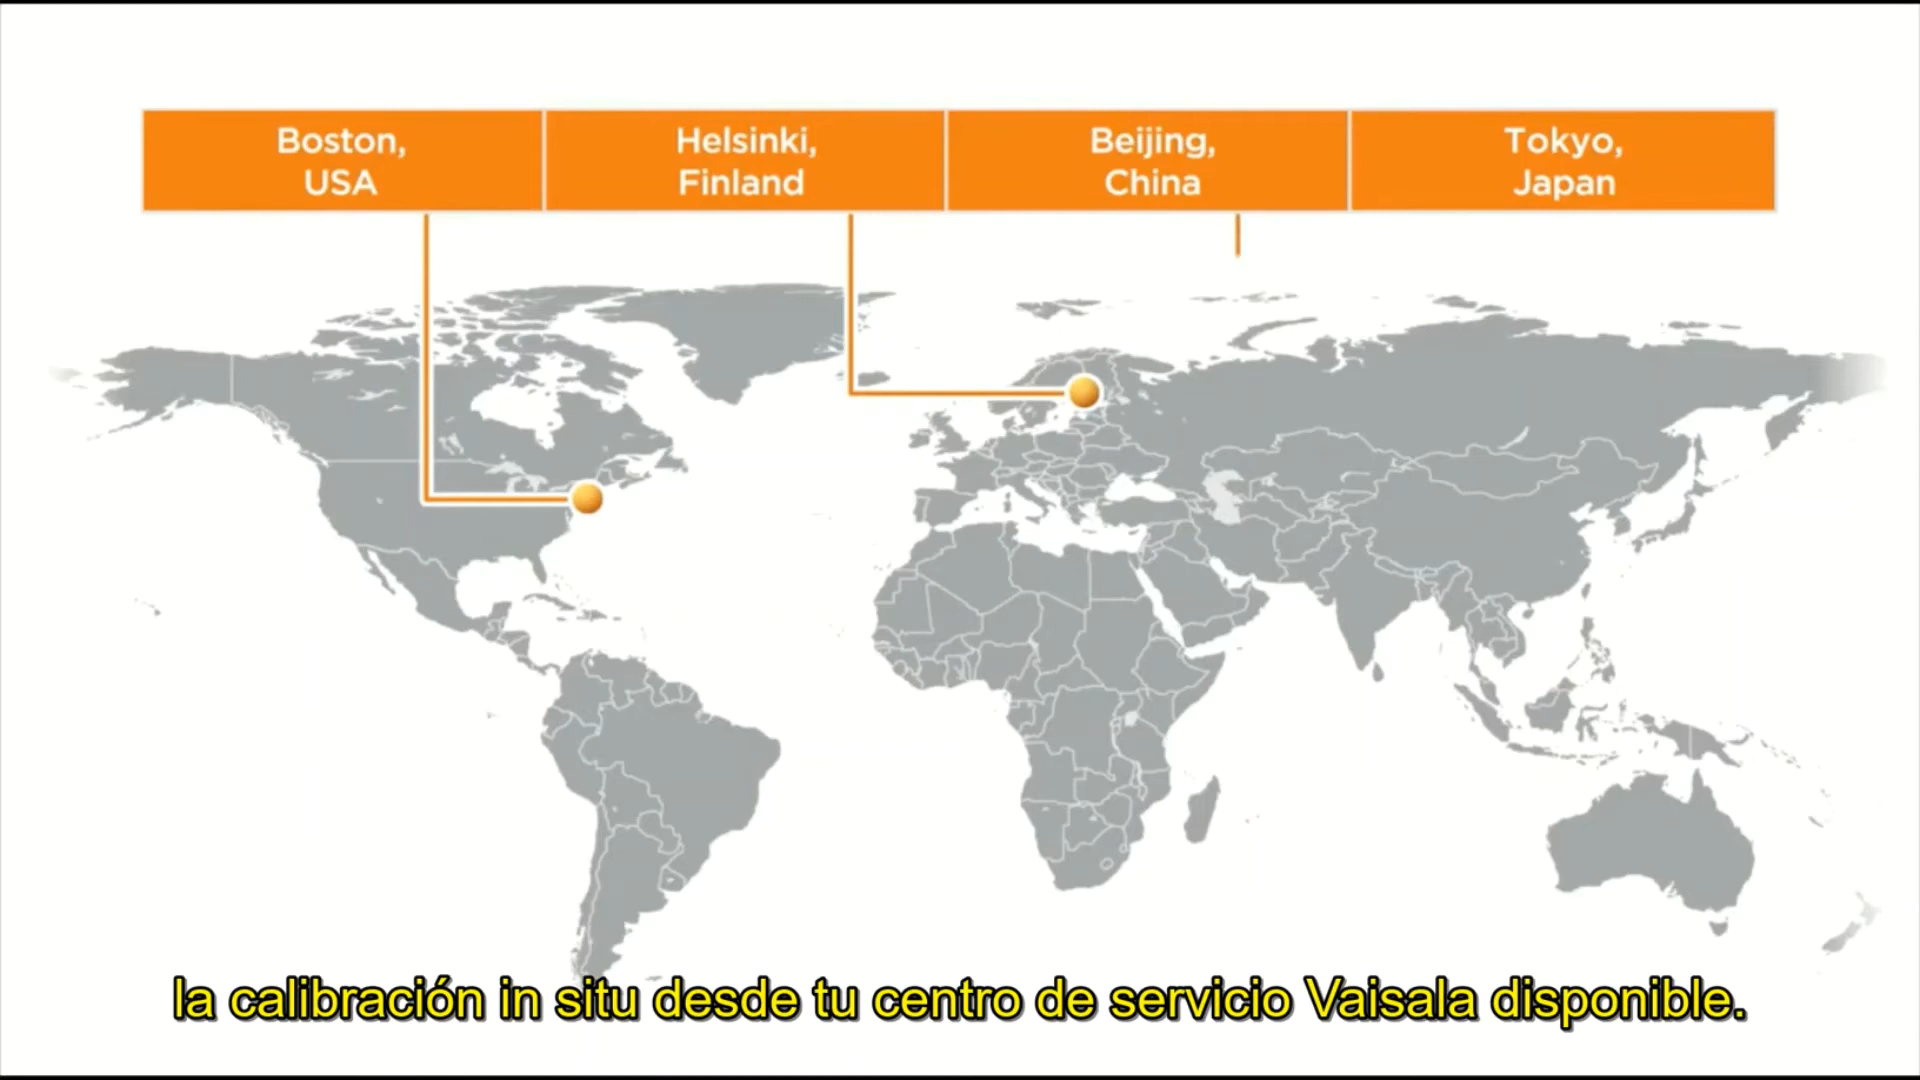 Boston,
USA
Helsinki,
Finland
Beijing,
China
Tokyo,
Japan
la calibración in situ desde tu centro de servicio Vaisala disponible.